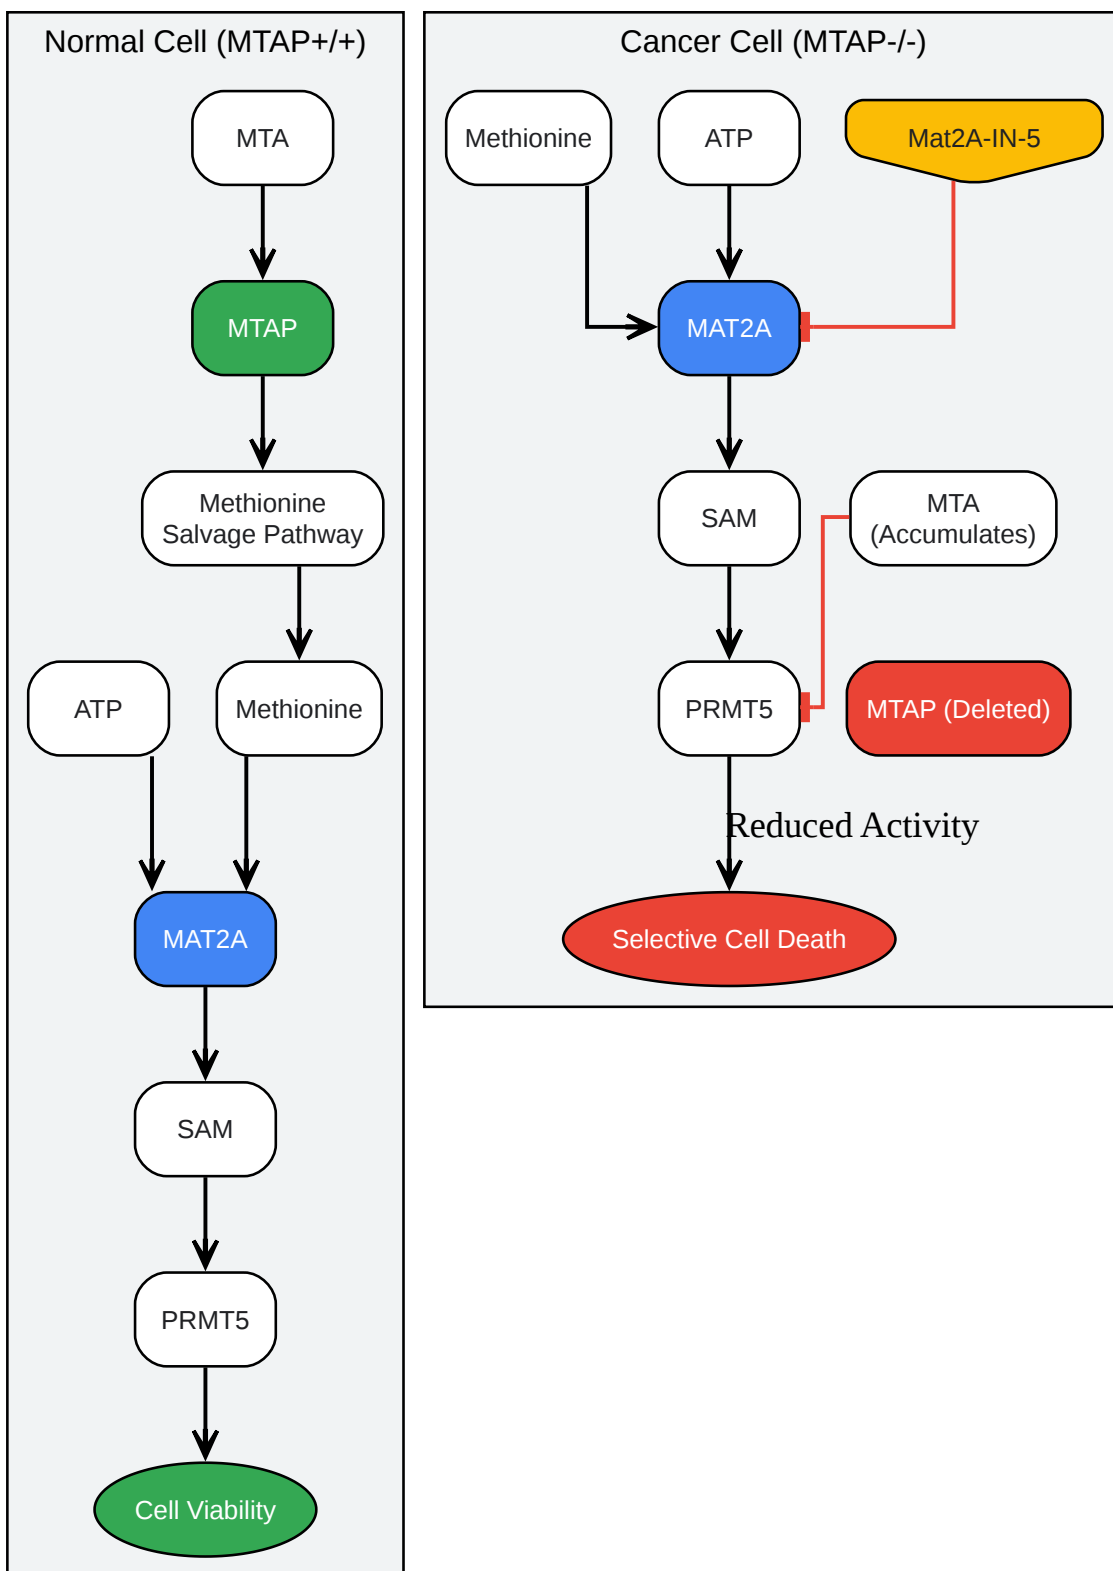 Normal Cell (MTAP+/+)
MTA
MTAP
Methionine
Salvage Pathway
ATP
Methionine
MAT2A
SAM
PRMT5
Cell Viability
Cancer Cell (MTAP-/-)
Methionine
ATP
Mat2A-IN-5
MAT2A
SAM
MTA
(Accumulates)
PRMT5
MTAP (Deleted)
Reduced Activity
Selective Cell Death